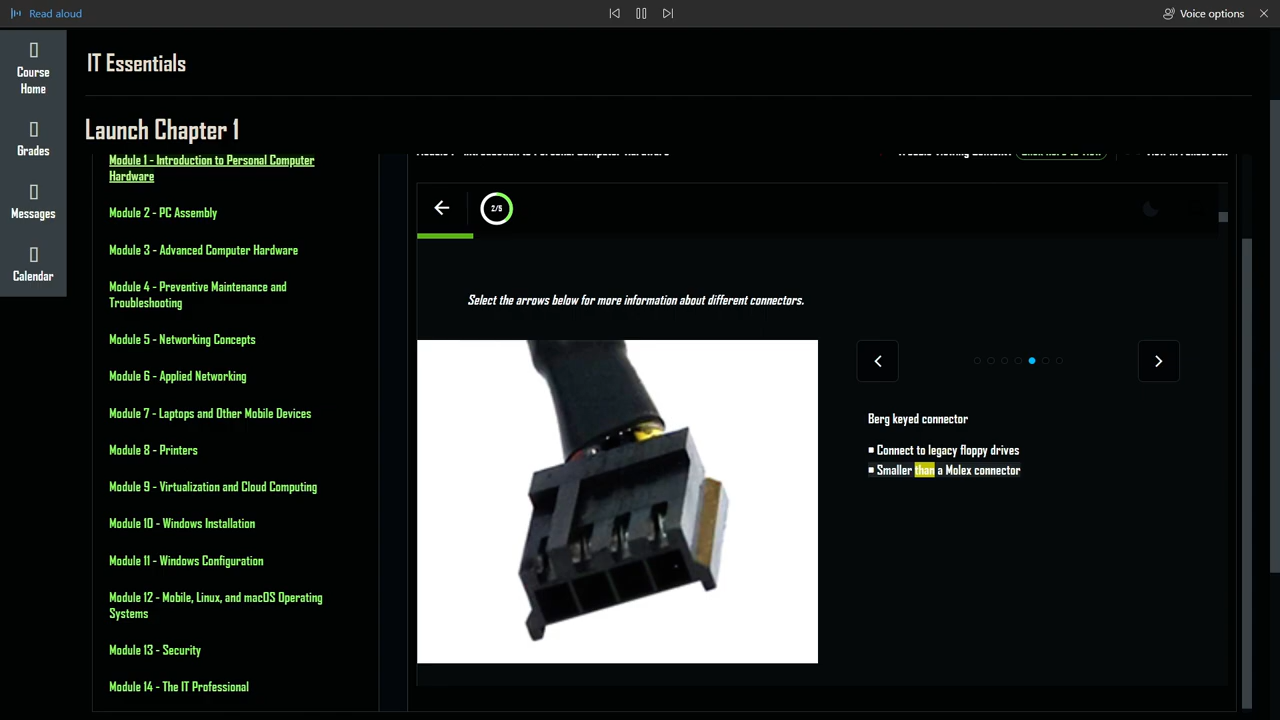 Read aloud
Voice options
Course
Home
Grades
Messages
Calendar
IT Essentials
Launch Chapter 1
Module 1 - Introduction to Personal Computer
Hardware
Module 2 - PC Assembly
Module 3 - Advanced Computer Hardware
Module 4 - Preventive Maintenance and
Troubleshooting
Module 5 - Networking Concepts
Module 6 - Applied Networking
Module 7 - Laptops and Other Mobile Devices
Module 8 - Printers
Module 9 - Virtualization and Cloud Computing
Module 10 - Windows Installation
Module 11 - Windows Configuration
Module 12 - Mobile, Linux, and macOS Operating
Systems
Module 13 - Security
Module 14 - The IT Professional
2/5
Select the arrows below for more information about different connectors.
Berg keyed connector
▪ Connect to legacy floppy drives
▪ Smaller than a Molex connector